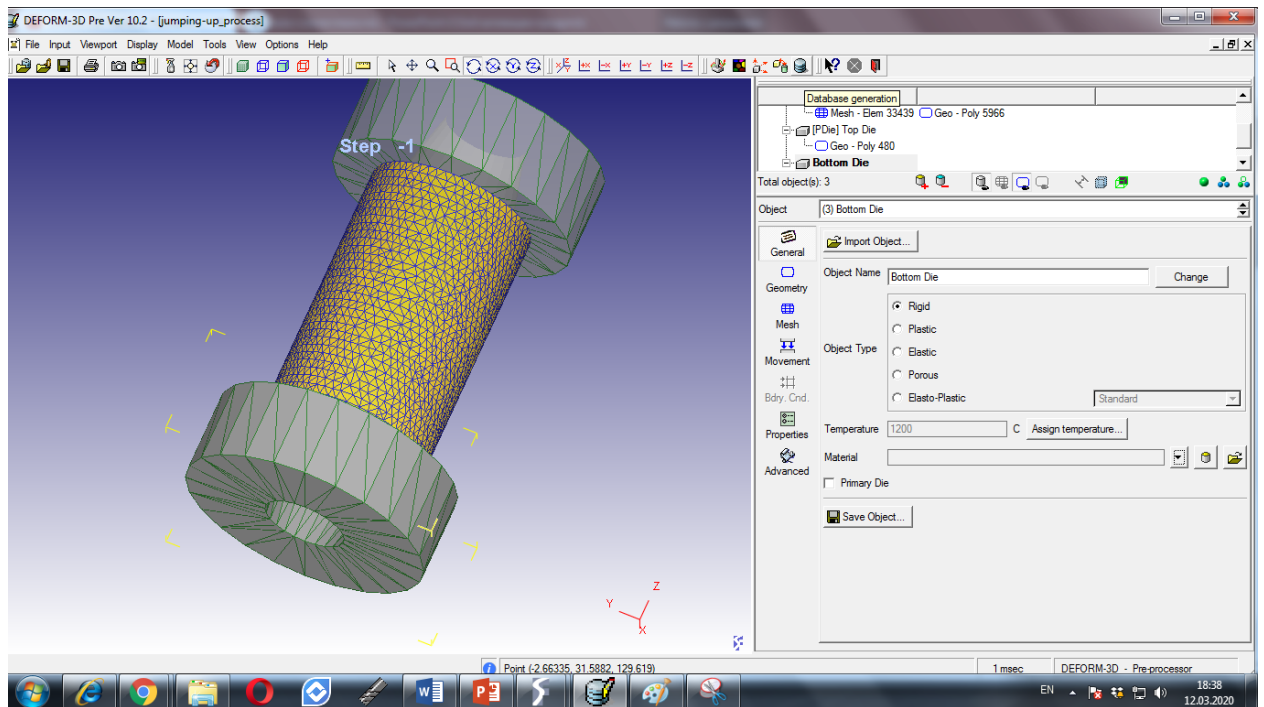 DEFORM-3D Pre Ver 10.2 - [jumping-up_process]
File Input Viewport Display Model Tools View Options Help
Database generation
Mesh - Elem 33439 Geo - Poly 5966
[PDie] Top Die
Geo - Poly 480
Bottom Die
Total object(s): 3
Object (3) Bottom Die
General
Import Object...
Object Name Bottom Die Change
Geometry
Mesh
Movement
Bdry. Cnd.
Properties
Advanced
Object Type
Rigid
Plastic
Elastic
Porous
Elasto-Plastic Standard
Temperature 1200 C Assign temperature...
Material
Primary Die
Save Object...
Step -1
Z
Y
X
Point (-2.66335, 31.5882, 129.619)
1 msec DEFORM-3D - Pre-processor
EN
18:38
12.03.2020